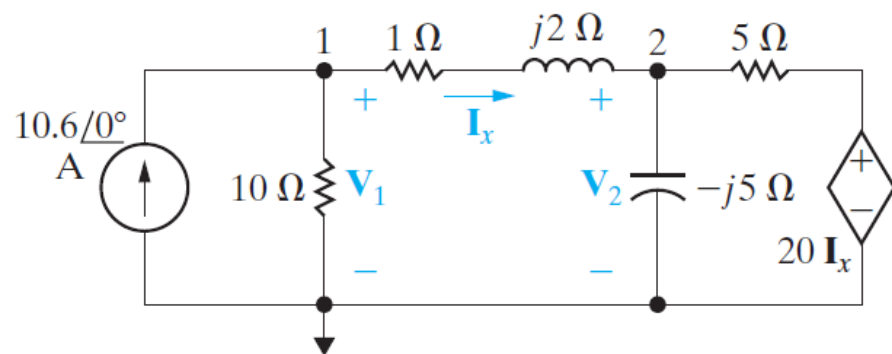 1 1 Ω j2 Ω 2 5 Ω
10.6/0°
A
+ I𝑥 + +
10 Ω V₁ V₂ −j5 Ω −
− − 20 I𝑥